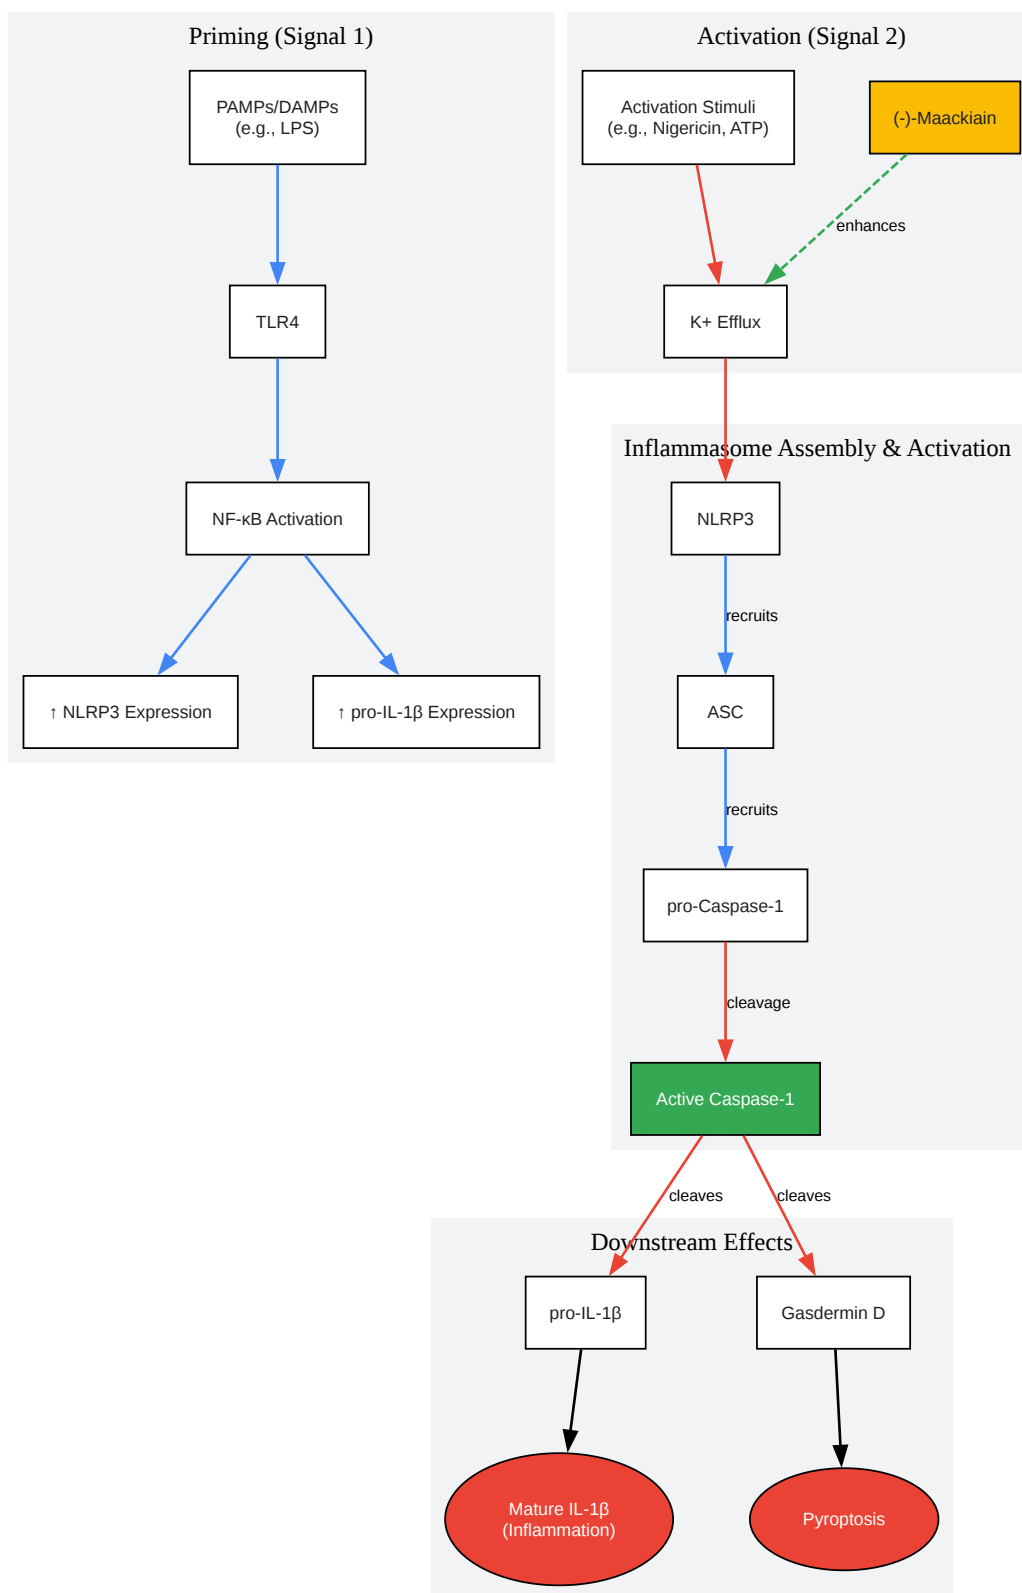 Priming (Signal 1)
PAMPs/DAMPs
(e.g., LPS)
TLR4
NF-κB Activation
↑ NLRP3 Expression
↑ pro-IL-1β Expression
Activation (Signal 2)
Activation Stimuli
(e.g., Nigericin, ATP)
(-)-Maackiain
enhances
K+ Efflux
Inflammasome Assembly & Activation
NLRP3
recruits
ASC
recruits
pro-Caspase-1
cleavage
Active Caspase-1
cleaves
cleaves
Downstream Effects
pro-IL-1β
Gasdermin D
Mature IL-1β
(Inflammation)
Pyroptosis